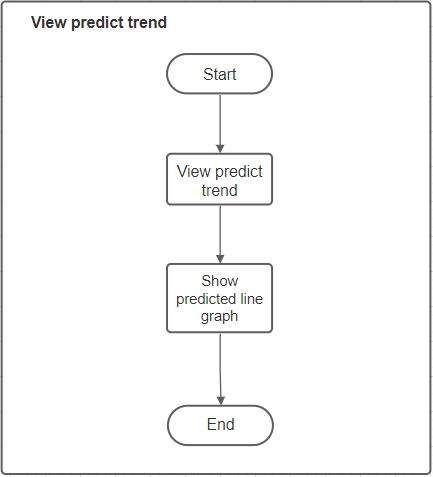 View predict trend
Start
View predict
trend
Show
predicted line
graph
End